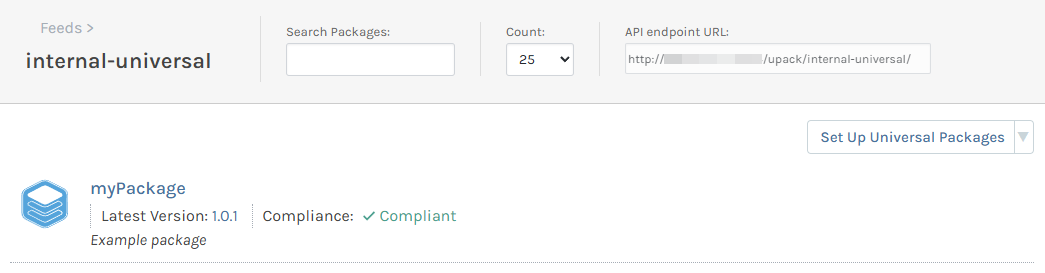 Feeds >
internal-universal
Search Packages:
Count:
25
API endpoint URL:
http:// /upack/internal-universal/
Set Up Universal Packages
myPackage
Latest Version: 1.0.1 Compliance: ✓ Compliant
Example package